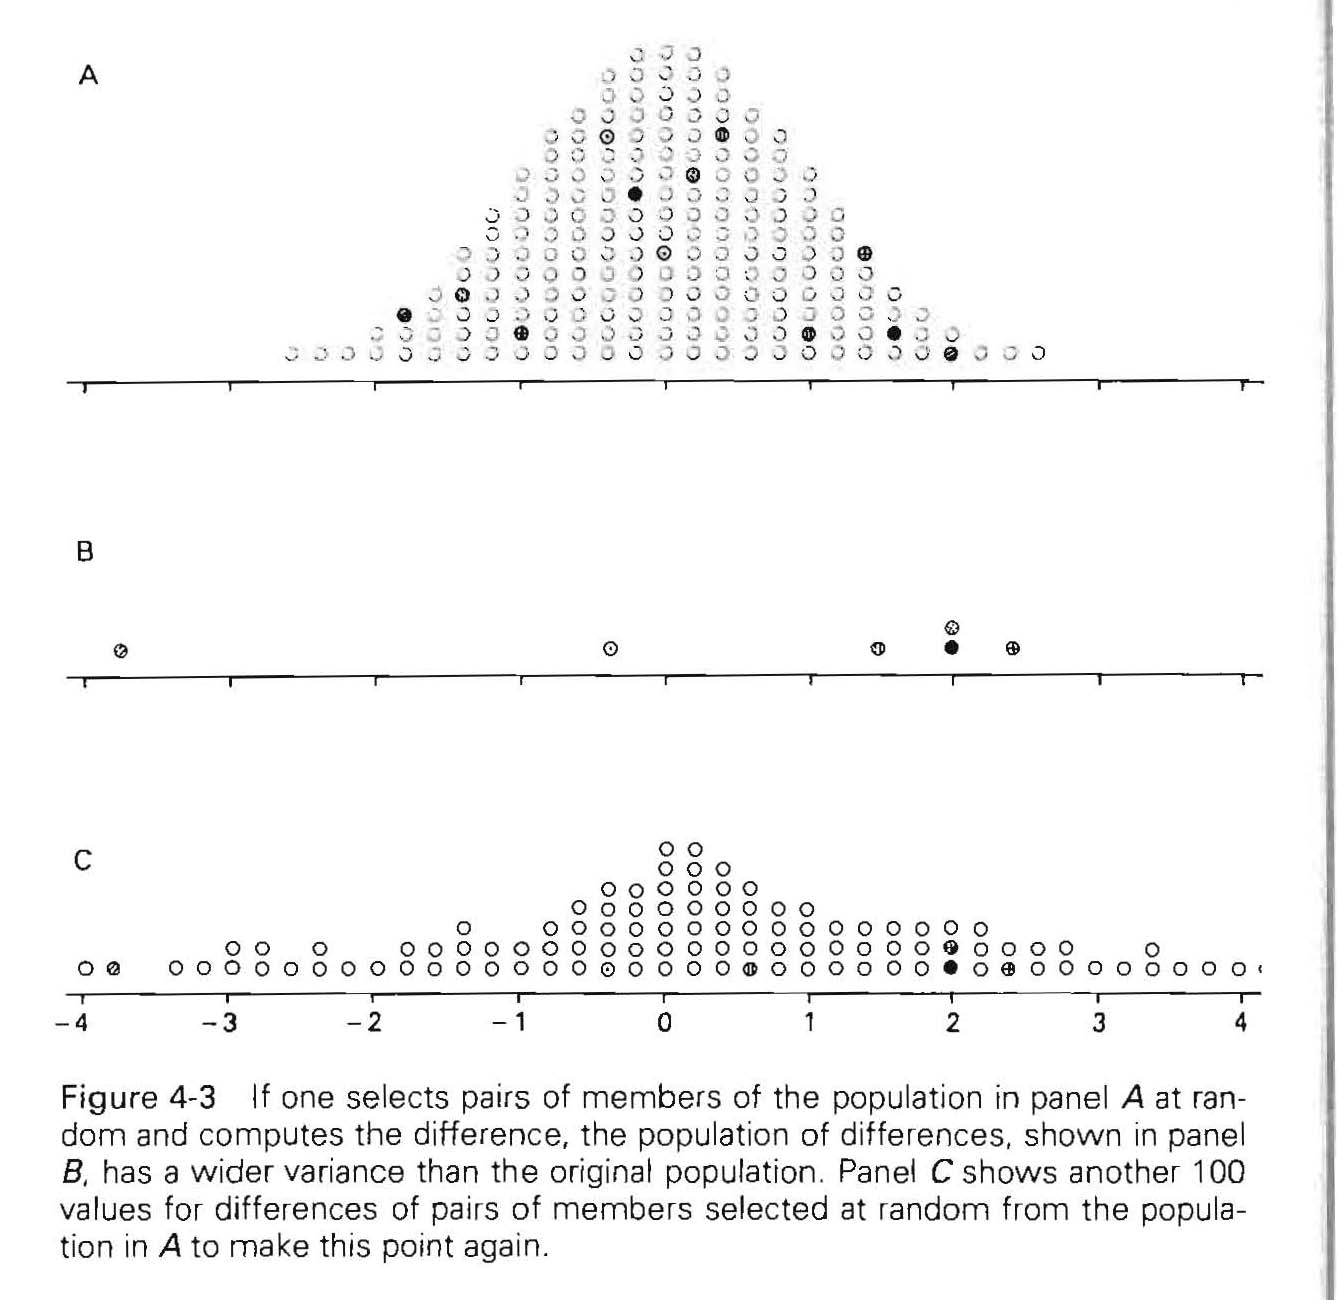 A
B
C
−4 −3 −2 −1 0 1 2 3 4
Figure 4-3 If one selects pairs of members of the population in panel A at ran-
dom and computes the difference, the population of differences, shown in panel
B, has a wider variance than the original population. Panel C shows another 100
values for differences of pairs of members selected at random from the popula-
tion in A to make this point again.